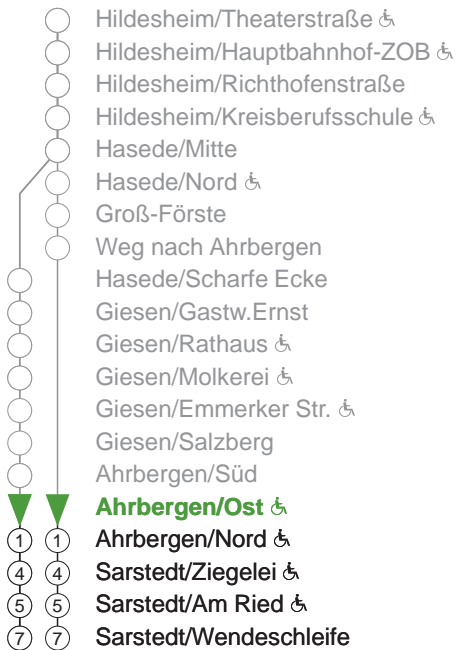 Hildesheim/Theaterstraße
Hildesheim/Hauptbahnhof-ZOB
Hildesheim/Richthofenstraße
Hildesheim/Kreisberufsschule
Hasede/Mitte
Hasede/Nord
Groß-Förste
Weg nach Ahrbergen
Hasede/Scharfe Ecke
Giesen/Gastw.Ernst
Giesen/Rathaus
Giesen/Molkerei
Giesen/Emmerker Str.
Giesen/Salzberg
Ahrbergen/Süd
Ahrbergen/Ost
1 1 Ahrbergen/Nord
4 4 Sarstedt/Ziegelei
5 5 Sarstedt/Am Ried
7 7 Sarstedt/Wendeschleife